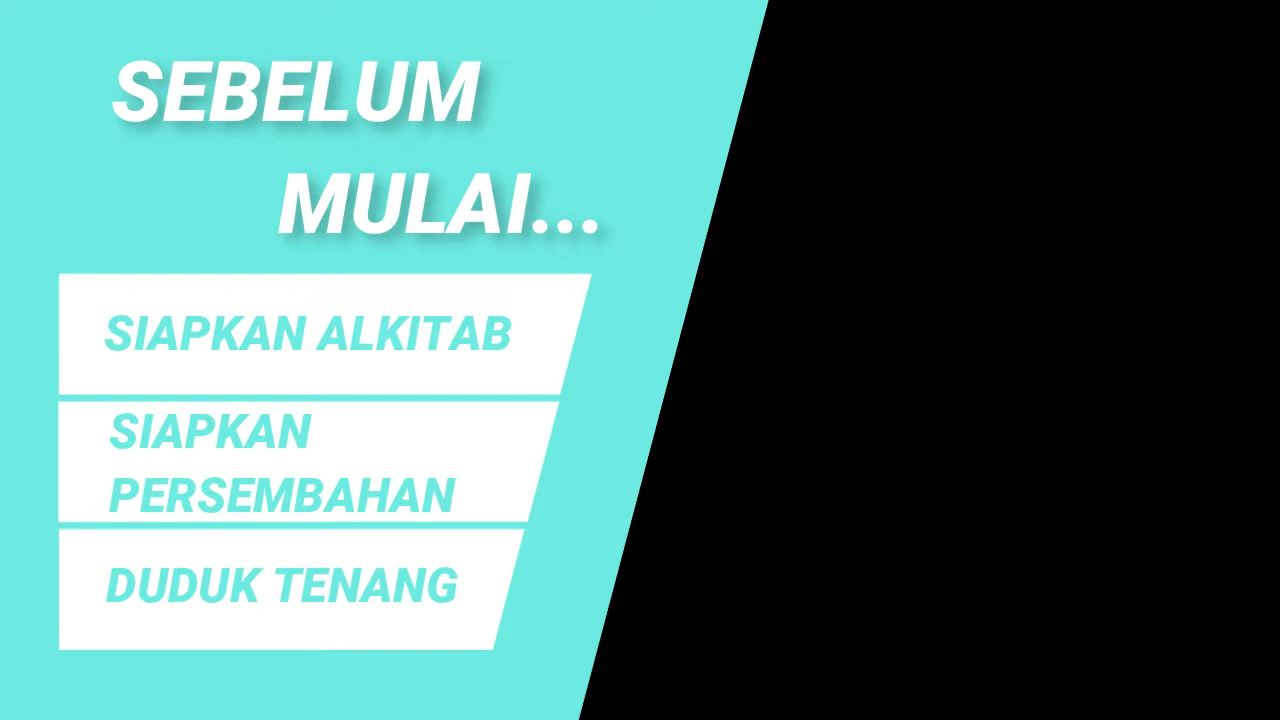 SEBELUM
MULAI...
SIAPKAN ALKITAB
SIAPKAN
PERSEMBAHAN
DUDUK TENANG